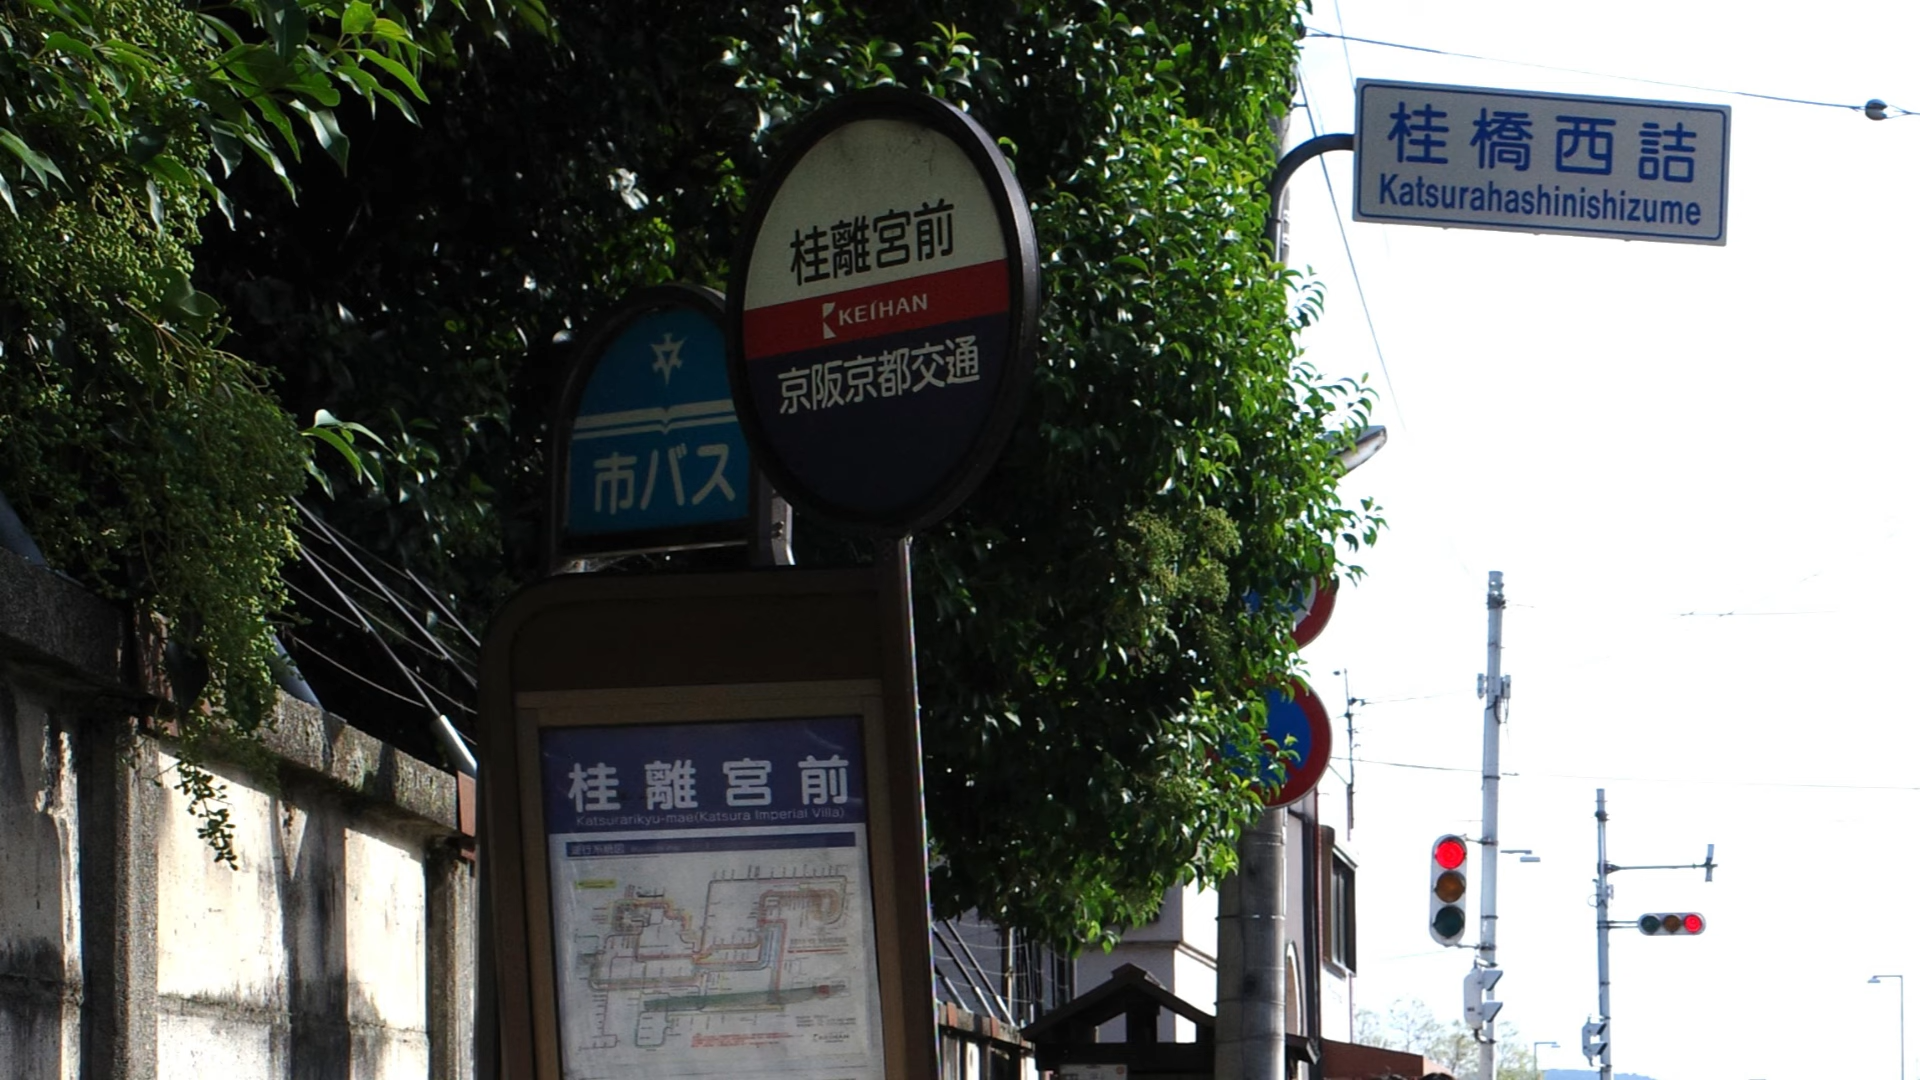 桂橋西詰
Katsurahashinishizume
桂離宮前
KEIHAN
京阪京都交通
市バス
桂離宮前
Katsurarikyu-mae(Katsura Imperial Villa)